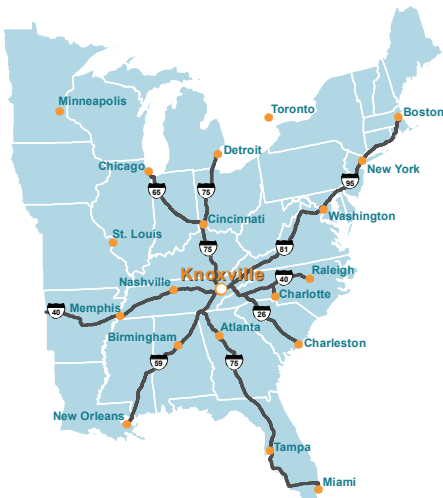 Minneapolis
Toronto
Boston
Detroit
Chicago
New York
65
75
95
Cincinnati
Washington
St. Louis
75
81
Knoxville
Nashville
40
Raleigh
Charlotte
40
Memphis
26
Birmingham
Atlanta
Charleston
59
75
New Orleans
Tampa
Miami